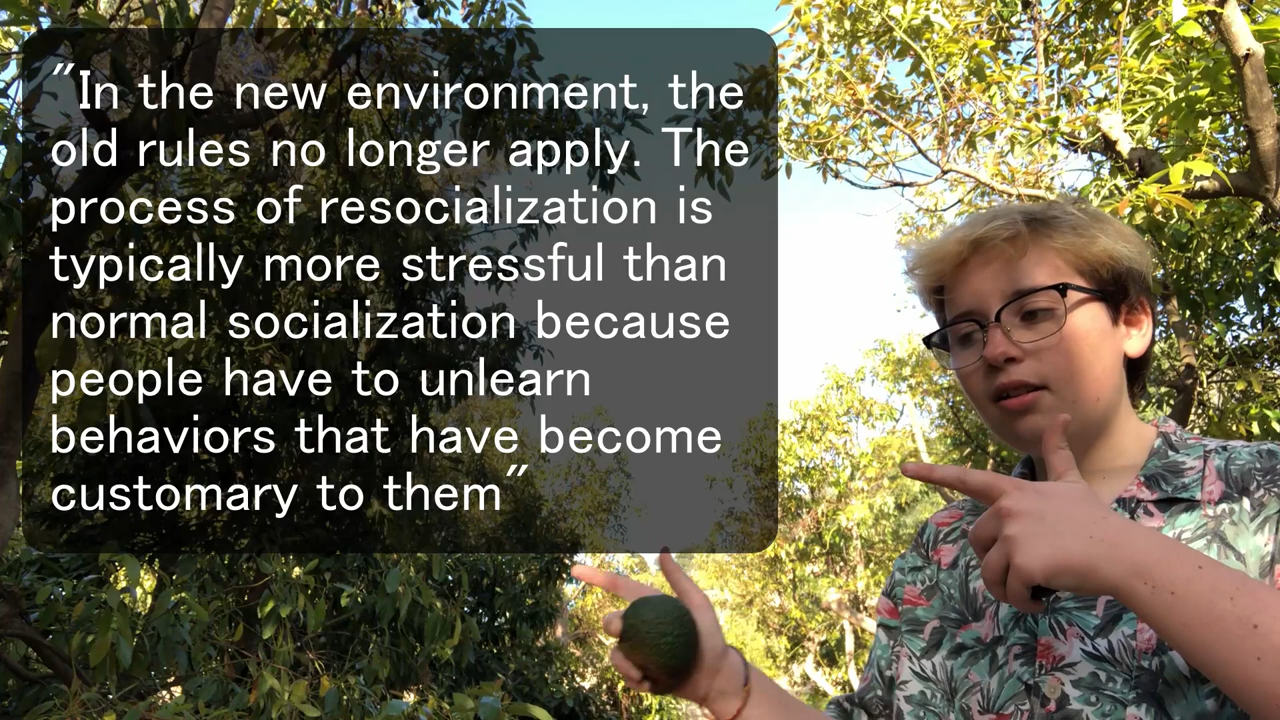 "In the new environment, the
old rules no longer apply. The
process of resocialization is
typically more stressful than
normal socialization because
people have to unlearn
behaviors that have become
customary to them"